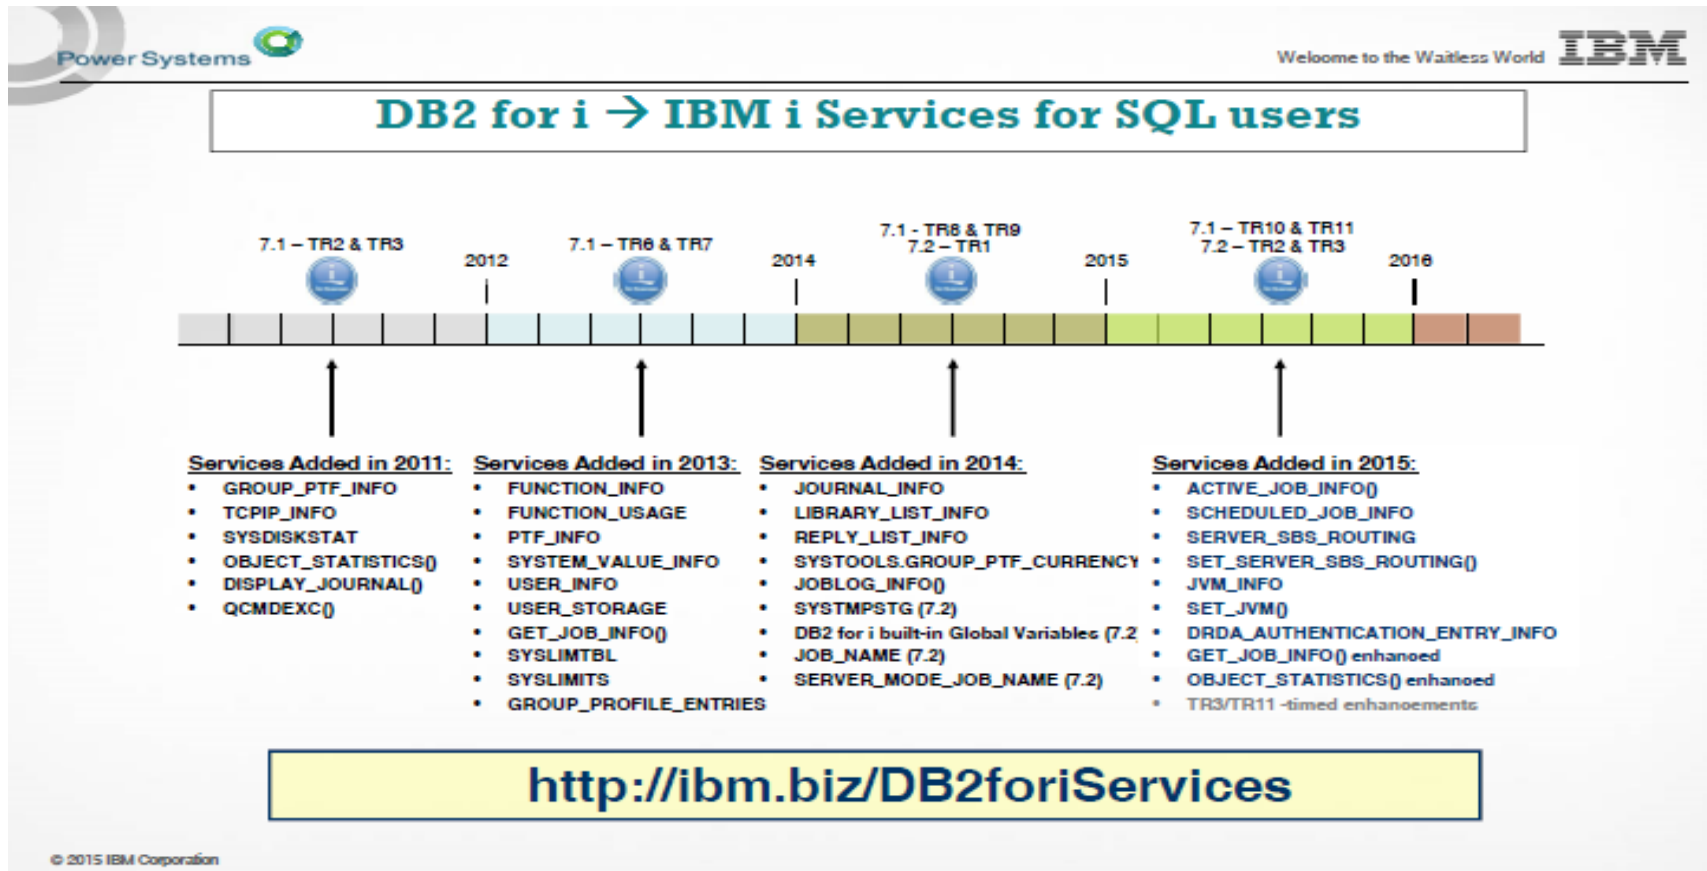 Power Systems
Welcome to the Waitless World
IBM
DB2 for i → IBM i Services for SQL users
7.1 – TR2 & TR3
2012
7.1 – TR6 & TR7
2014
7.1 - TR8 & TR9
7.2 – TR1
2015
7.1 – TR10 & TR11
7.2 – TR2 & TR3
2016
Services Added in 2011:
• GROUP_PTF_INFO
• TCPIP_INFO
• SYSDISKSTAT
• OBJECT_STATISTICS()
• DISPLAY_JOURNAL()
• QCMDEXC()
Services Added in 2013:
• FUNCTION_INFO
• FUNCTION_USAGE
• PTF_INFO
• SYSTEM_VALUE_INFO
• USER_INFO
• USER_STORAGE
• GET_JOB_INFO()
• SYSLIMTBL
• SYSLIMITS
• GROUP_PROFILE_ENTRIES
Services Added in 2014:
• JOURNAL_INFO
• LIBRARY_LIST_INFO
• REPLY_LIST_INFO
• SYSTOOLS.GROUP_PTF_CURRENCY
• JOBLOG_INFO()
• SYSTMPSTG (7.2)
• DB2 for i built-in Global Variables (7.2)
• JOB_NAME (7.2)
• SERVER_MODE_JOB_NAME (7.2)
Services Added in 2015:
• ACTIVE_JOB_INFO()
• SCHEDULED_JOB_INFO
• SERVER_SBS_ROUTING
• SET_SERVER_SBS_ROUTING()
• JVM_INFO
• SET_JVM()
• DRDA_AUTHENTICATION_ENTRY_INFO
• GET_JOB_INFO() enhanced
• OBJECT_STATISTICS() enhanced
• TR3/TR11 -timed enhancements
http://ibm.biz/DB2foriServices
© 2015 IBM Corporation